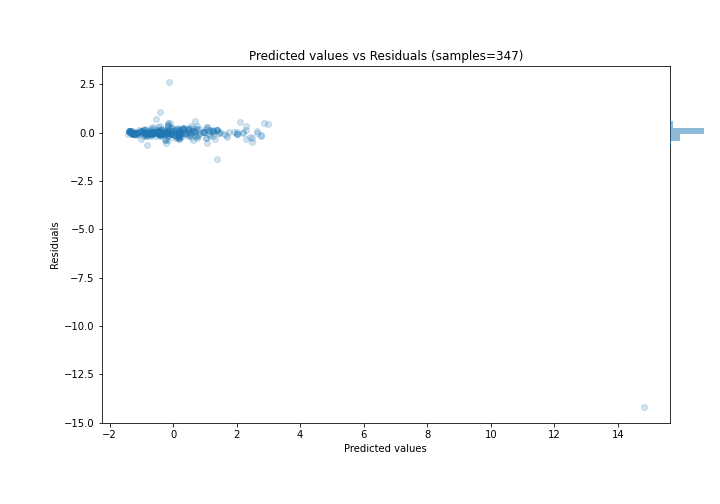 Predicted values vs Residuals (samples=347)
2.5
0.0
−2.5
−5.0
−7.5
−10.0
−12.5
−15.0
Residuals
−2 0 2 4 6 8 10 12 14
Predicted values